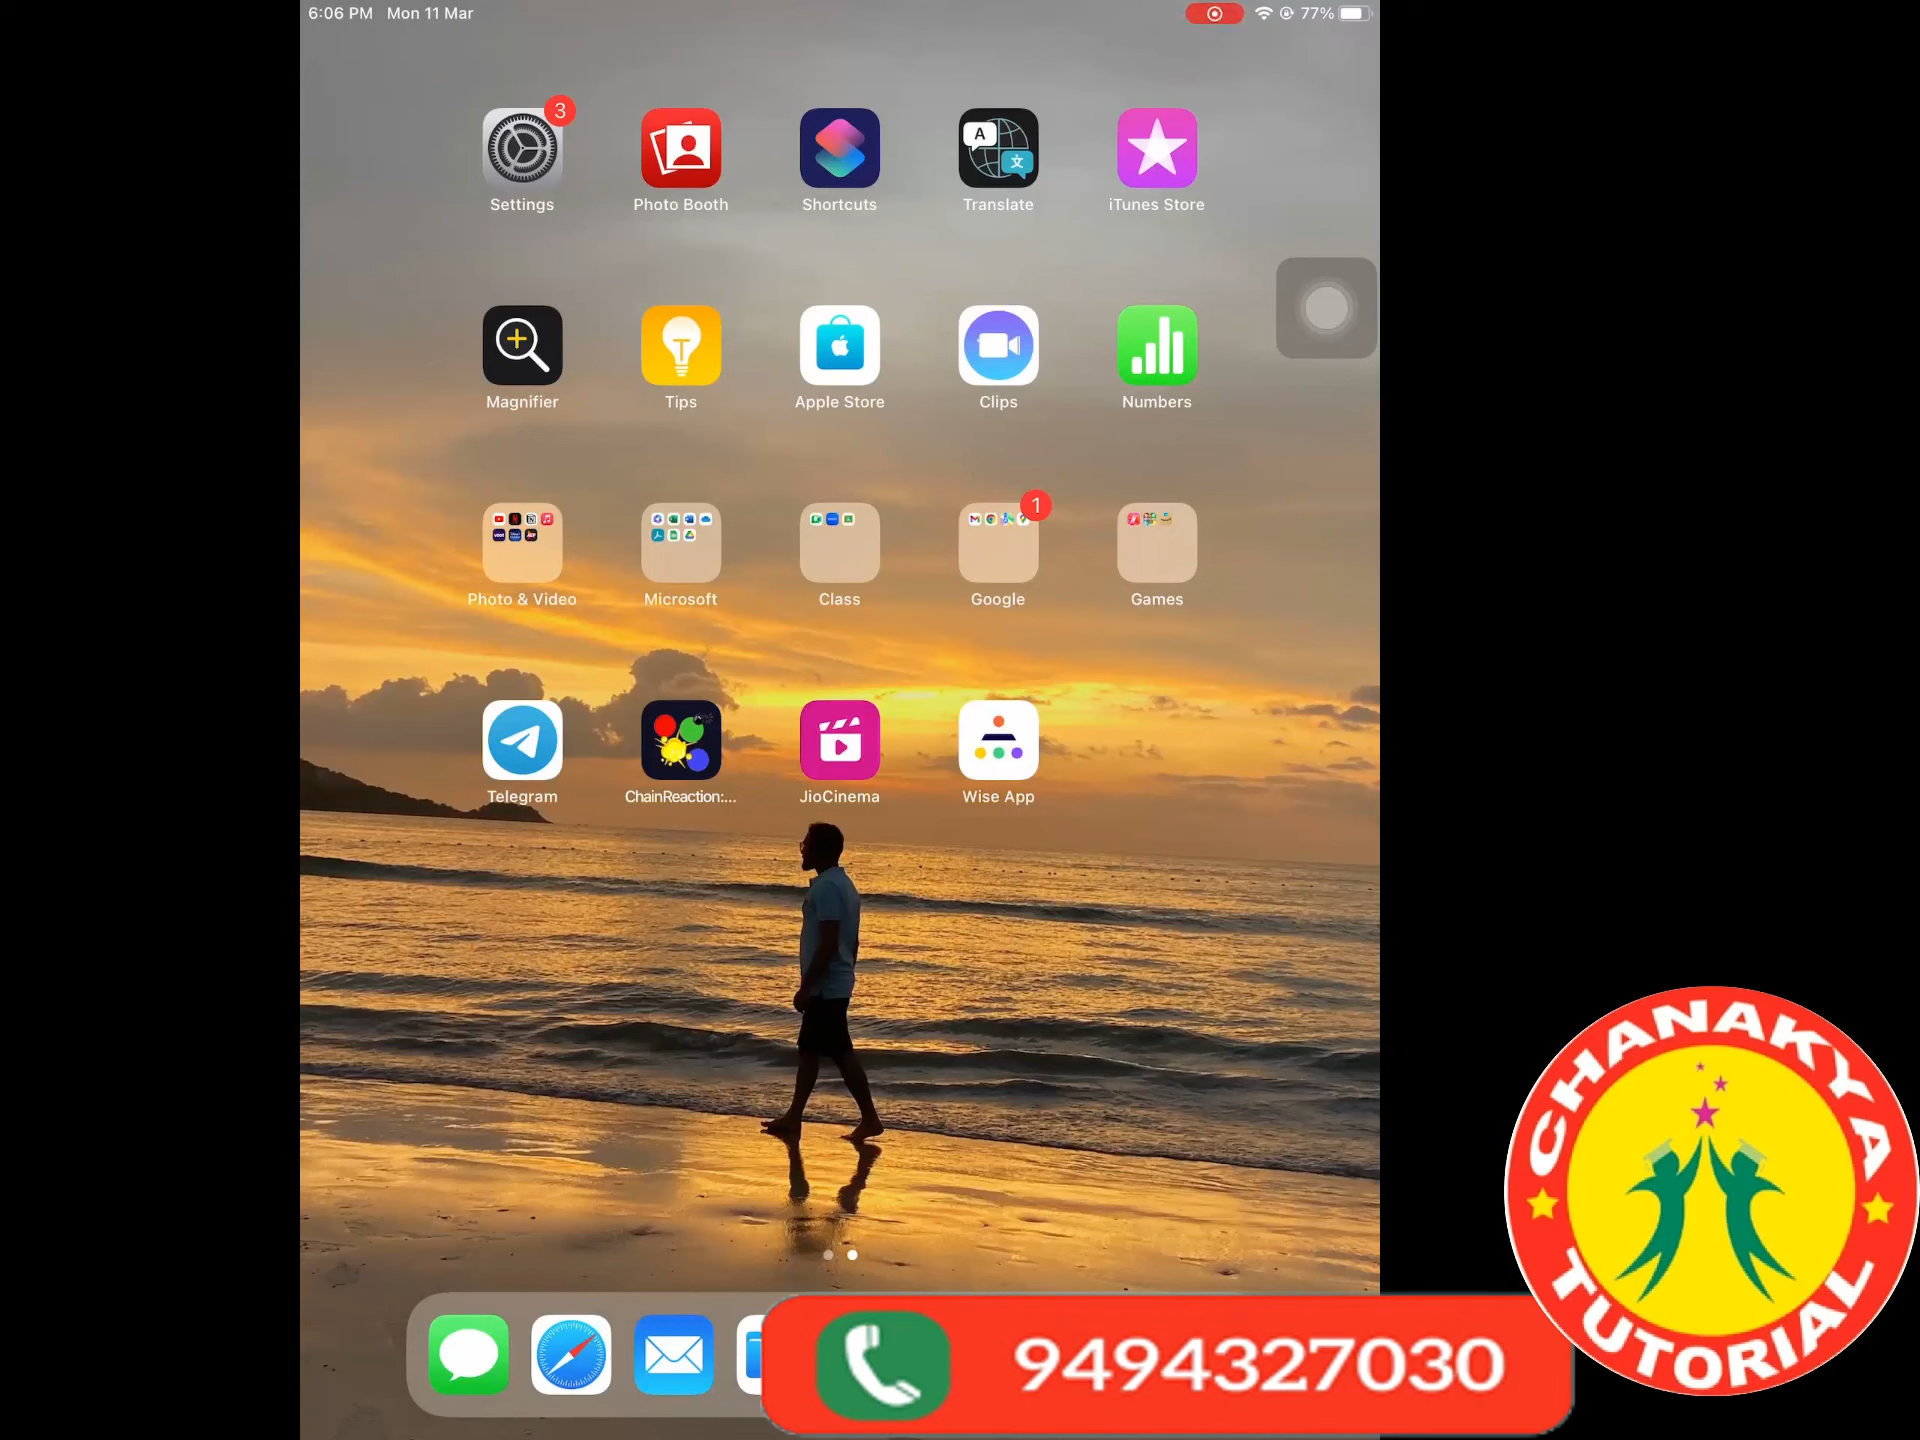 6:06 PM Mon 11 Mar
77%
3
Settings
Photo Booth
Shortcuts
A
文
Translate
iTunes Store
Magnifier
Tips
Apple Store
Clips
Numbers
1
Photo & Video
Microsoft
Class
Google
Games
Telegram
ChainReaction:...
JioCinema
Wise App
9494327030
CHANAKYA
TUTORIAL